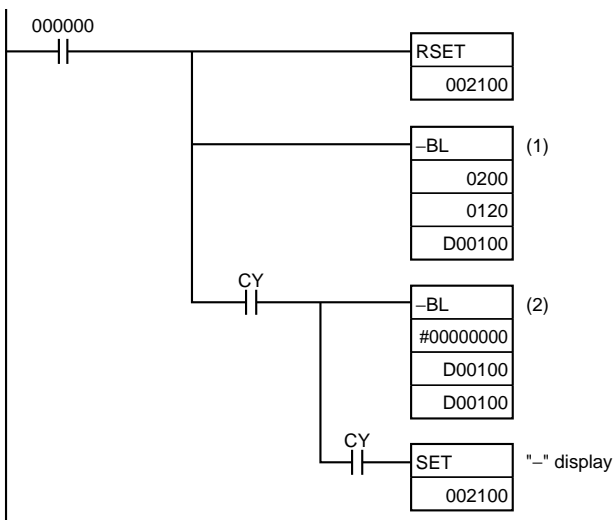 000000
RSET
002100
–BL (1)
0200
0120
D00100
CY
–BL (2)
#00000000
D00100
D00100
CY
SET "–" display
002100